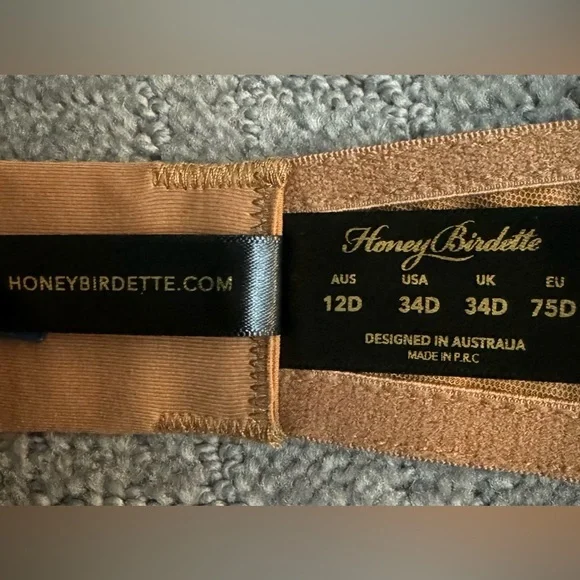 HONEYBIRDETTE.COM
Honey Birdette
AUS USA UK EU
12D 34D 34D 75D
DESIGNED IN AUSTRALIA
MADE IN P.R.C